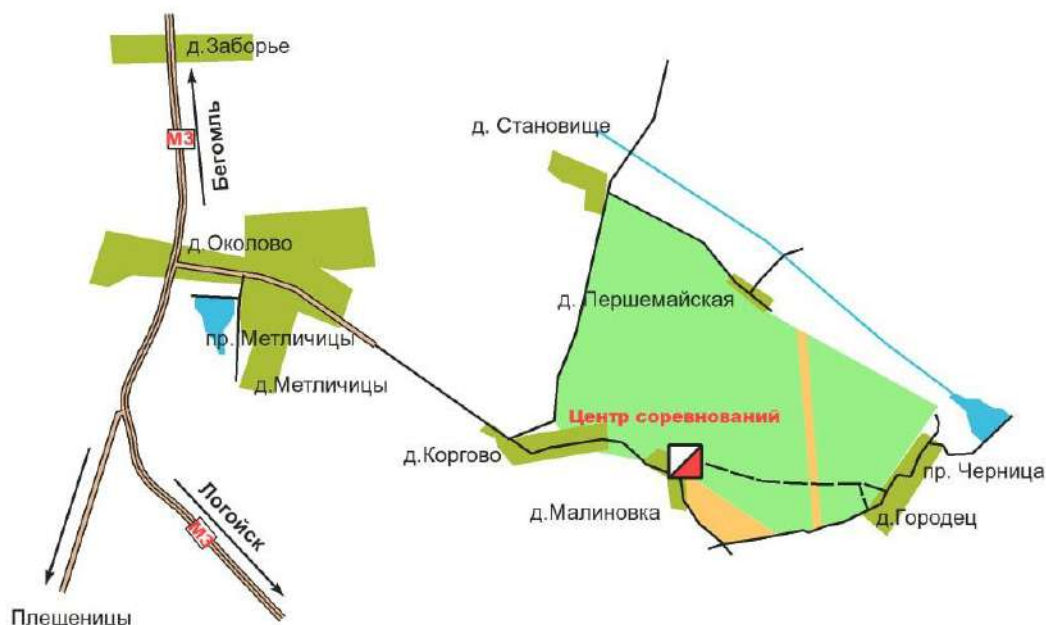 д.Заборье
М3
Бегомль
д. Становище
д.Околово
д. Першемайская
пр. Метличицы
д.Метличицы
Центр соревнований
д.Коргово
пр. Черница
д.Малиновка
д.Городец
Логойск
М3
Плещеницы